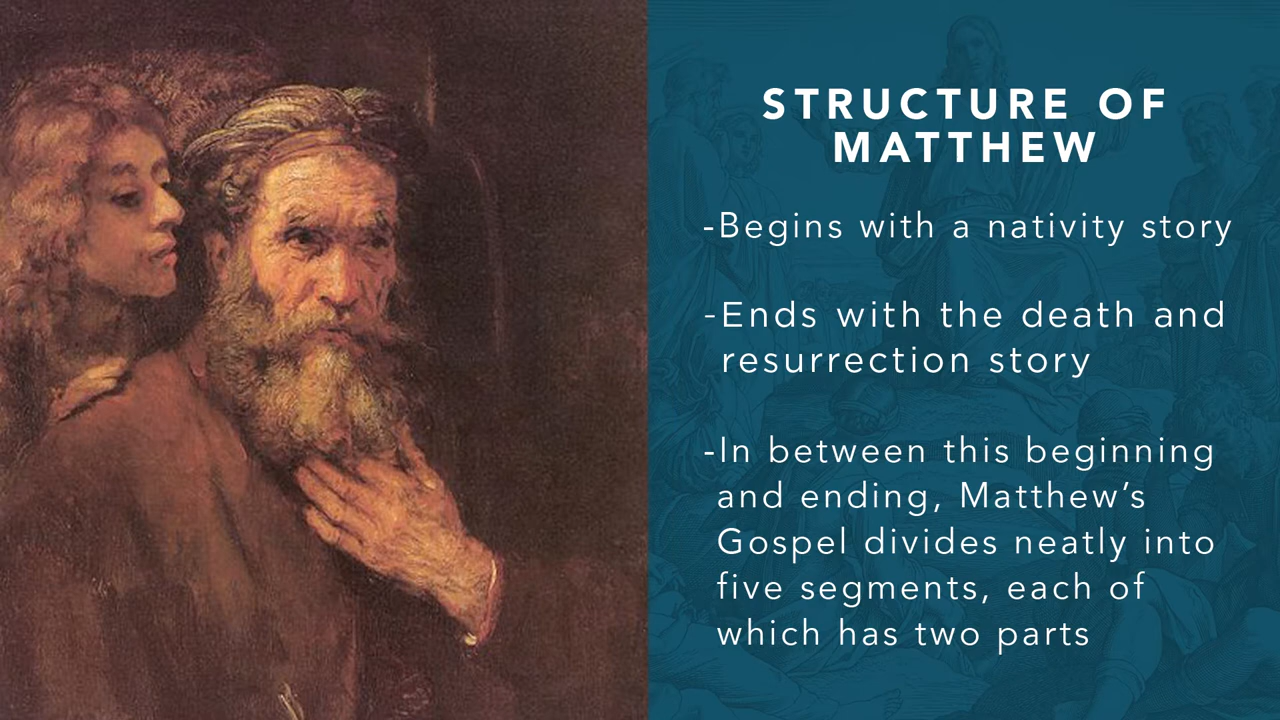 STRUCTURE OF
MATTHEW
-Begins with a nativity story
-Ends with the death and
resurrection story
-In between this beginning
and ending, Matthew’s
Gospel divides neatly into
five segments, each of
which has two parts